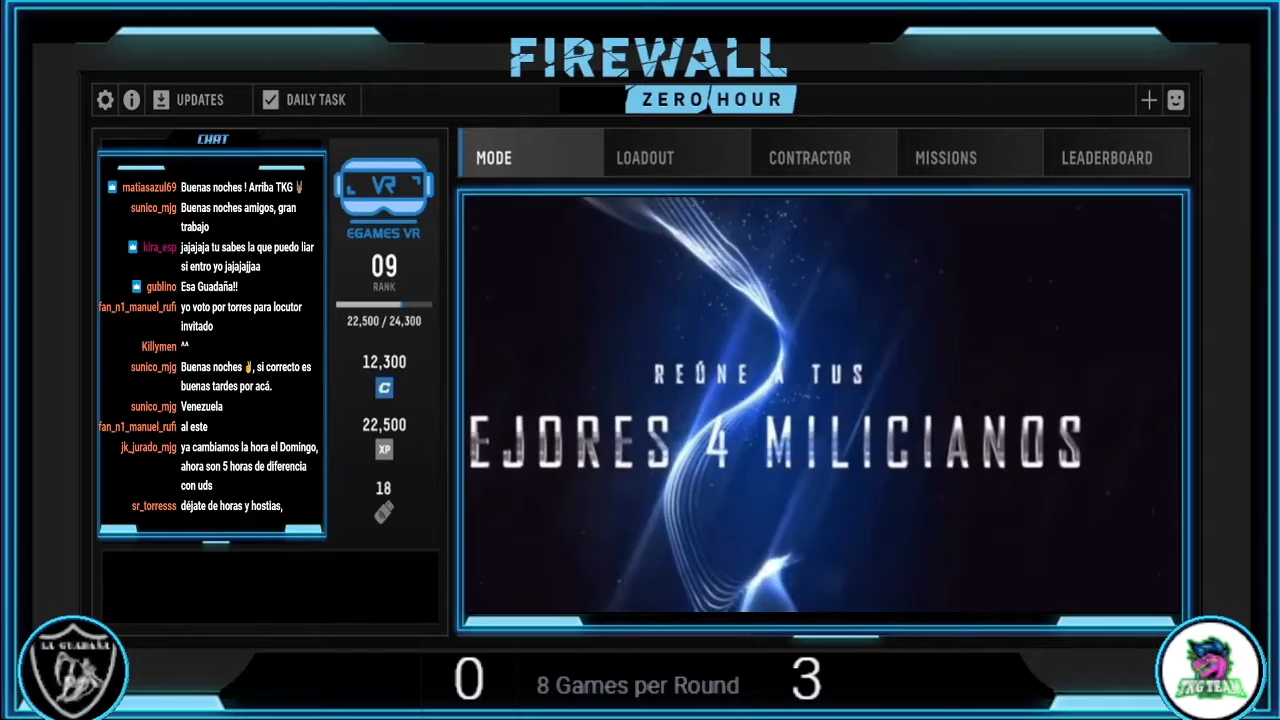 FIREWALL
ZERO HOUR
UPDATES
DAILY TASK
CHAT
matiasazul69 Buenas noches ! Arriba TKG ✌
sunico_mjg Buenas noches amigos, gran
trabajo
kira_esp jajajaja tu sabes la que puedo liar
si entro yo jajajajjaa
gublino Esa Guadaña!!
fan_n1_manuel_rufi yo voto por torres para locutor
invitado
Killymen ^^
sunico_mjg Buenas noches ✌, si correcto es
buenas tardes por acá.
sunico_mjg Venezuela
fan_n1_manuel_rufi al este
jk_jurado_mjg ya cambiamos la hora el Domingo,
ahora son 5 horas de diferencia
con uds
sr_torresss déjate de horas y hostias,
VR
EGAMES VR
09
RANK
22,500 / 24,300
12,300
C
22,500
XP
18
MODE
LOADOUT
CONTRACTOR
MISSIONS
LEADERBOARD
REÚNE A TUS
EJORES 4 MILICIANOS
LA GUADAÑA
0
8 Games per Round
3
TKG TEAM